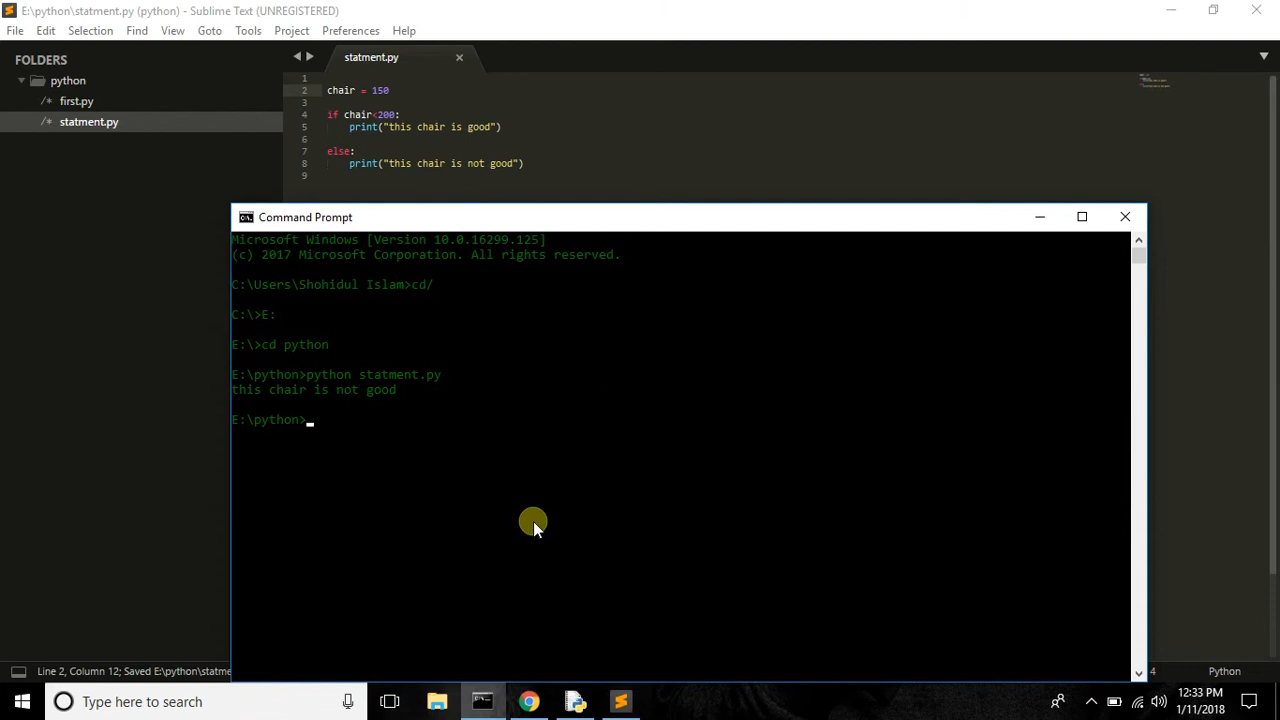 E:\python\statment.py (python) - Sublime Text (UNREGISTERED)
File Edit Selection Find View Goto Tools Project Preferences Help
FOLDERS
python
/* first.py
/* statment.py
statment.py
1
2 chair = 150
3
4 if chair<200:
5 print("this chair is good")
6
7 else:
8 print("this chair is not good")
9
Command Prompt
Microsoft Windows [Version 10.0.16299.125]
(c) 2017 Microsoft Corporation. All rights reserved.
C:\Users\Shohidul Islam>cd/
C:\>E:
E:\>cd python
E:\python>python statment.py
this chair is not good
E:\python>
Line 2, Column 12; Saved E:\python\statme
4 Python
Type here to search
12:33 PM
1/11/2018